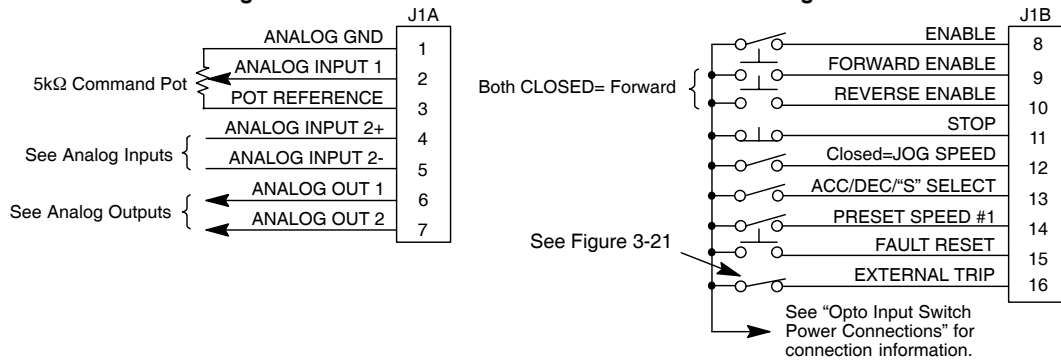 J1A
ANALOG GND
1
5kΩ Command Pot
ANALOG INPUT 1
2
POT REFERENCE
3
See Analog Inputs {
ANALOG INPUT 2+
4
ANALOG INPUT 2-
5
See Analog Outputs {
ANALOG OUT 1
6
ANALOG OUT 2
7
J1B
ENABLE
8
Both CLOSED= Forward {
FORWARD ENABLE
9
REVERSE ENABLE
10
STOP
11
Closed=JOG SPEED
12
ACC/DEC/“S” SELECT
13
PRESET SPEED #1
14
See Figure 3-21
FAULT RESET
15
EXTERNAL TRIP
16
See “Opto Input Switch
Power Connections” for
connection information.